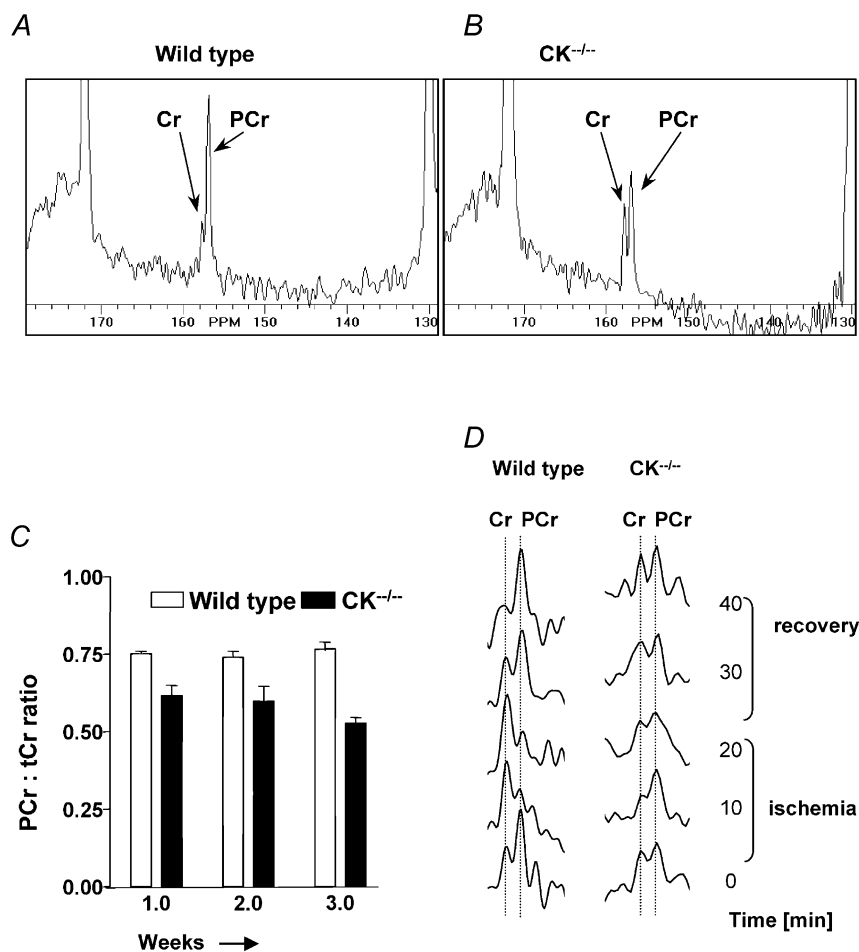 A
Wild type
Cr PCr
170 160 PPM 150 140 130
B
CK--/--
Cr PCr
170 160 PPM 150 140 130
C
1.00
0.75
0.50
0.25
0.00
PCr : tCr ratio
Wild type CK--/--
1.0 2.0 3.0
Weeks
D
Wild type CK--/--
Cr PCr Cr PCr
40
recovery
30
20
10
ischemia
0
Time [min]